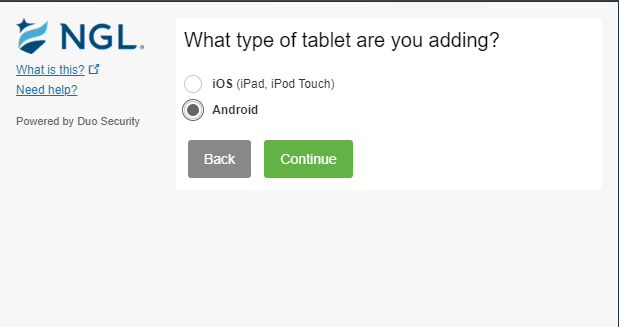 NGL.
What is this?
Need help?
Powered by Duo Security
What type of tablet are you adding?
iOS (iPad, iPod Touch)
Android
Back
Continue